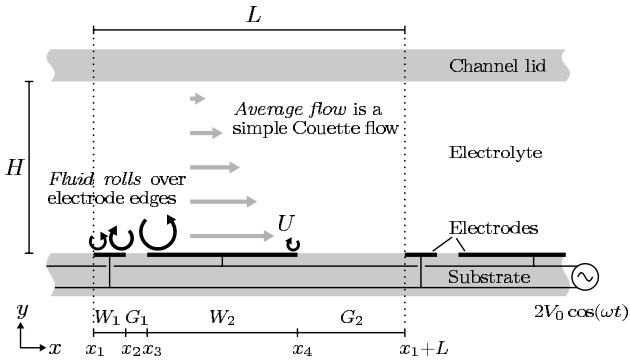 L
Channel lid
Average flow is a
simple Couette flow
Electrolyte
H
Fluid rolls over
electrode edges
U
Electrodes
Substrate
2V₀ cos(ωt)
W₁ G₁ W₂ G₂
y
x
x₁ x₂ x₃ x₄ x₁+L